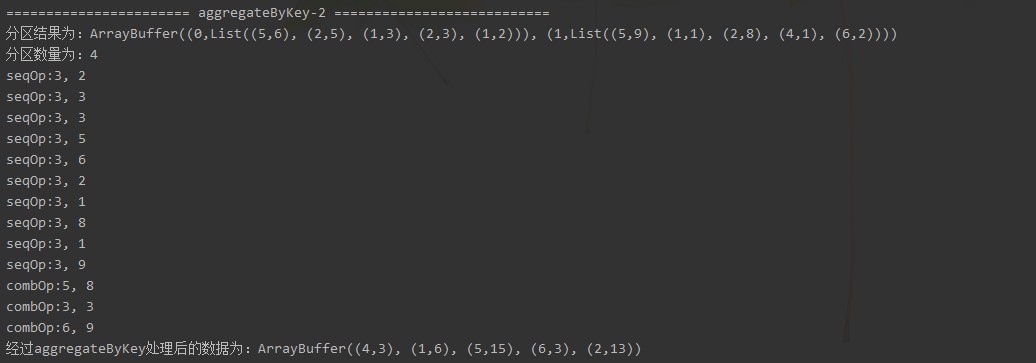 ======================= aggregateByKey-2 ===========================
分区结果为：ArrayBuffer((0,List((5,6), (2,5), (1,3), (2,3), (1,2))), (1,List((5,9), (1,1), (2,8), (4,1), (6,2))))
分区数量为：4
seqOp:3, 2
seqOp:3, 3
seqOp:3, 3
seqOp:3, 5
seqOp:3, 6
seqOp:3, 2
seqOp:3, 1
seqOp:3, 8
seqOp:3, 1
seqOp:3, 9
combOp:5, 8
combOp:3, 3
combOp:6, 9
经过aggregateByKey处理后的数据为：ArrayBuffer((4,3), (1,6), (5,15), (6,3), (2,13))